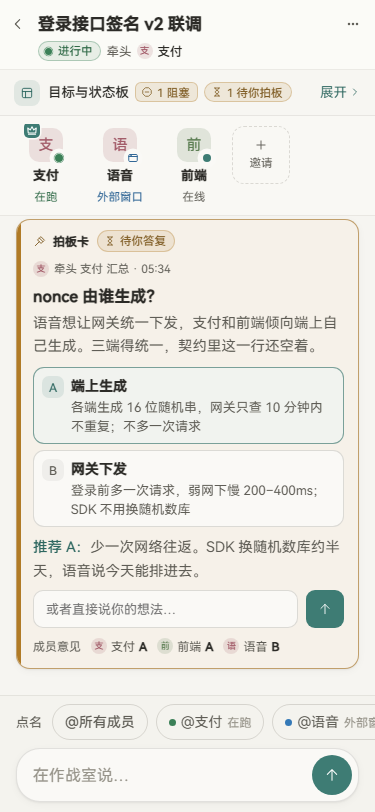 登录接口签名 v2 联调
进行中 牵头 支 支付
目标与状态板 1 阻塞 1 待你拍板 展开
支 语 前 邀请
支付 语音 前端
在跑 外部窗口 在线
拍板卡 待你答复
支 牵头 支付 汇总 · 05:34
nonce 由谁生成？
语音想让网关统一下发，支付和前端倾向端上自
己生成。三端得统一，契约里这一行还空着。
A 端上生成
各端生成 16 位随机串，网关只查 10 分钟内
不重复；不多一次请求
B 网关下发
登录前多一次请求，弱网下慢 200–400ms；
SDK 不用换随机数库
推荐 A：少一次网络往返。SDK 换随机数库约半
天，语音说今天能排进去。
或者直接说你的想法…
成员意见 支 支付 A 前 前端 A 语 语音 B
点名 @所有成员 @支付 在跑 @语音 外部
在作战室说…